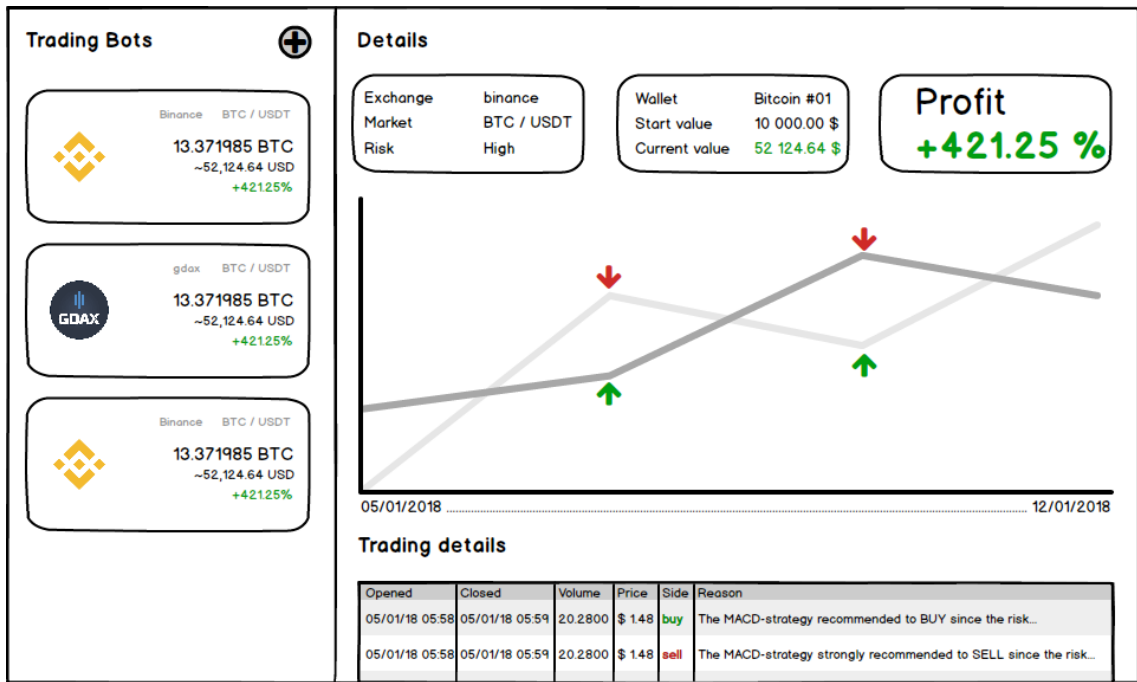 Trading Bots
Binance BTC / USDT
13.371985 BTC
~52,124.64 USD
+421.25%
GDAX
gdax BTC / USDT
13.371985 BTC
~52,124.64 USD
+421.25%
Binance BTC / USDT
13.371985 BTC
~52,124.64 USD
+421.25%
Details
Exchange binance
Market BTC / USDT
Risk High
Wallet Bitcoin #01
Start value 10 000.00 $
Current value 52 124.64 $
Profit
+421.25 %
05/01/2018 12/01/2018
Trading details
Opened Closed Volume Price Side Reason
05/01/18 05:58 05/01/18 05:59 20.2800 $ 1.48 buy The MACD-strategy recommended to BUY since the risk...
05/01/18 05:58 05/01/18 05:59 20.2800 $ 1.48 sell The MACD-strategy strongly recommended to SELL since the risk...